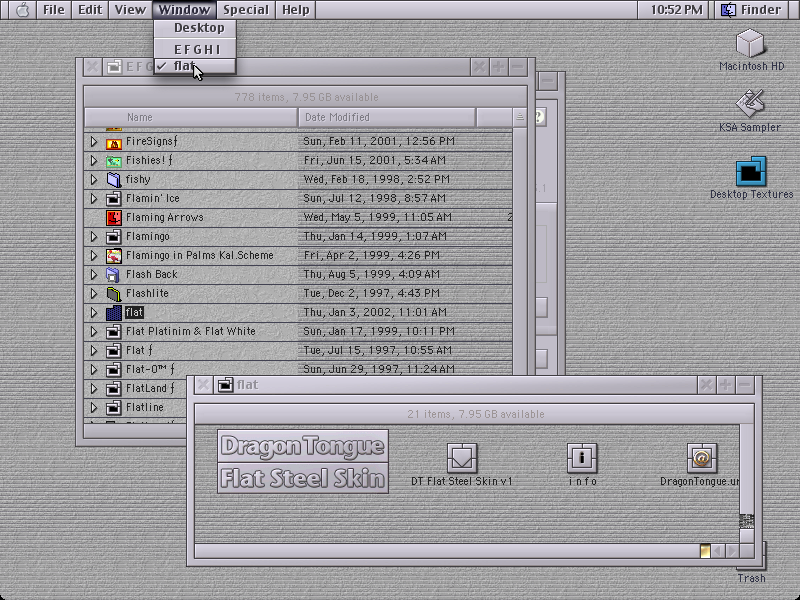 File Edit View Window Special Help 10:52 PM Finder
Desktop
E F G H I
✓ flat
E F G
778 items, 7.95 GB available
Name Date Modified
FireSignsƒ Sun, Feb 11, 2001, 12:56 PM
Fishies! ƒ Fri, Jun 15, 2001, 5:34 AM
fishy Wed, Feb 18, 1998, 2:52 PM
Flamin' Ice Sun, Jul 12, 1998, 8:57 AM
Flaming Arrows Wed, May 5, 1999, 11:05 AM 2
Flamingo Thu, Jan 14, 1999, 1:07 AM
Flamingo in Palms Kal.Scheme Fri, Apr 2, 1999, 4:26 PM
Flash Back Thu, Aug 5, 1999, 4:09 AM
Flashlite Tue, Dec 2, 1997, 4:43 PM
flat Thu, Jan 3, 2002, 11:01 AM
Flat Platinim & Flat White Sun, Jan 17, 1999, 10:11 PM
Flat ƒ Tue, Jul 15, 1997, 10:55 AM
Flat-O™ ƒ Sun, Jun 29, 1997, 11:24 AM
FlatLand ƒ
Flatline
?
.1
flat
21 items, 7.95 GB available
Dragon Tongue
Flat Steel Skin
DT Flat Steel Skin v1
info
DragonTongue.ur
Macintosh HD
KSA Sampler
Desktop Textures
Trash